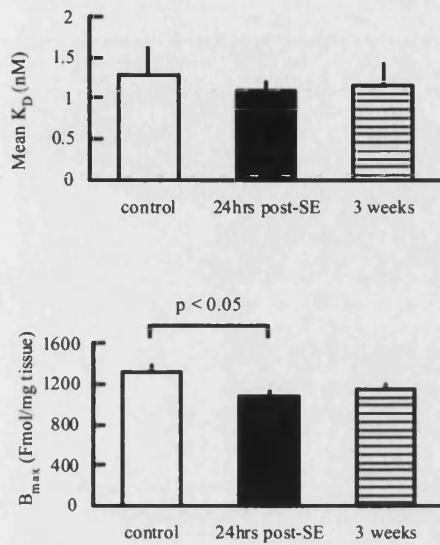 2
1.5
1
0.5
0
Mean K_D (nM)
control 24hrs post-SE 3 weeks
p < 0.05
1600
1200
800
400
0
B_max (Fmol/mg tissue)
control 24hrs post-SE 3 weeks